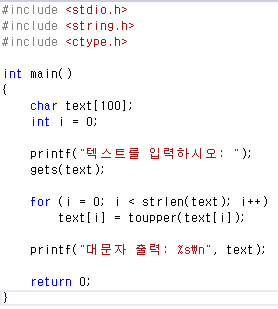 #include <stdio.h>
#include <string.h>
#include <ctype.h>
int main()
{
char text[100];
int i = 0;
printf("텍스트를 입력하시오: ");
gets(text);
for (i = 0; i < strlen(text); i++)
text[i] = toupper(text[i]);
printf("대문자 출력: %s₩n", text);
return 0;
}